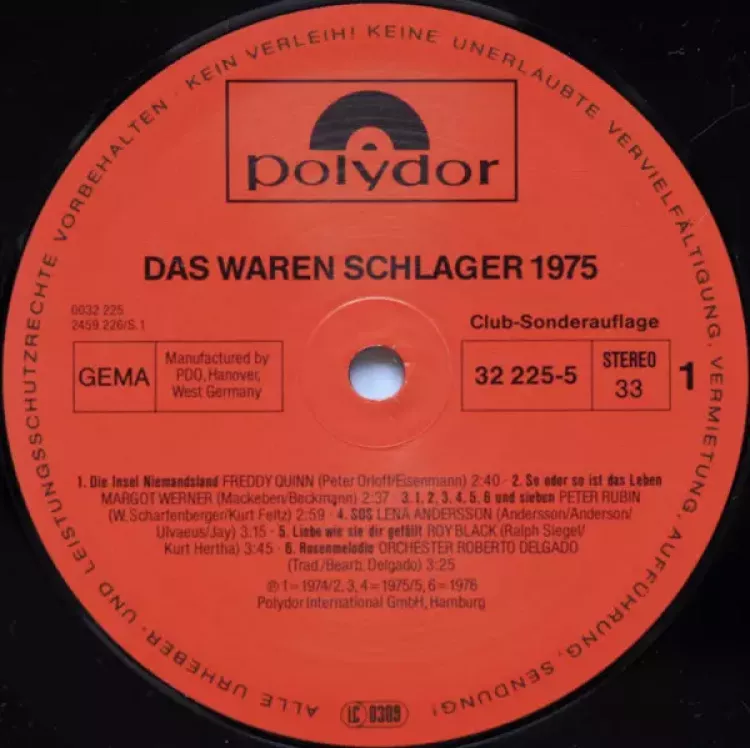 ALLE URHEBER- UND LEISTUNGSSCHUTZRECHTE VORBEHALTEN · KEIN VERLEIH! KEINE UNERLAUBTE VERVIELFÄLTIGUNG, VERMIETUNG, AUFFÜHRUNG, SENDUNG!
polydor
DAS WAREN SCHLAGER 1975
0032 225
2459 226/S.1
Club-Sonderauflage
GEMA
Manufactured by
PDO, Hanover,
West Germany
32 225-5
STEREO
33
1
1. Die Insel Niemandsland FREDDY QUINN (Peter Orloff/Eisenmann) 2:40 · 2. So oder so ist das Leben
MARGOT WERNER (Mackeben/Beckmann) 2:37 · 3. 1, 2, 3, 4, 5, 6 und sieben PETER RUBIN
(W. Scharfenberger/Kurt Feltz) 2:59 · 4. SOS LENA ANDERSSON (Andersson/Anderson/
Ulvaeus/Jay) 3:15 · 5. Liebe wie sie dir gefällt ROY BLACK (Ralph Siegel/
Kurt Hertha) 3:45 · 6. Rosenmelodie ORCHESTER ROBERTO DELGADO
(Trad./Bearb. Delgado) 3:25
℗ 1 = 1974/2, 3, 4 = 1975/5, 6 = 1976
Polydor International GmbH, Hamburg
LC 0309